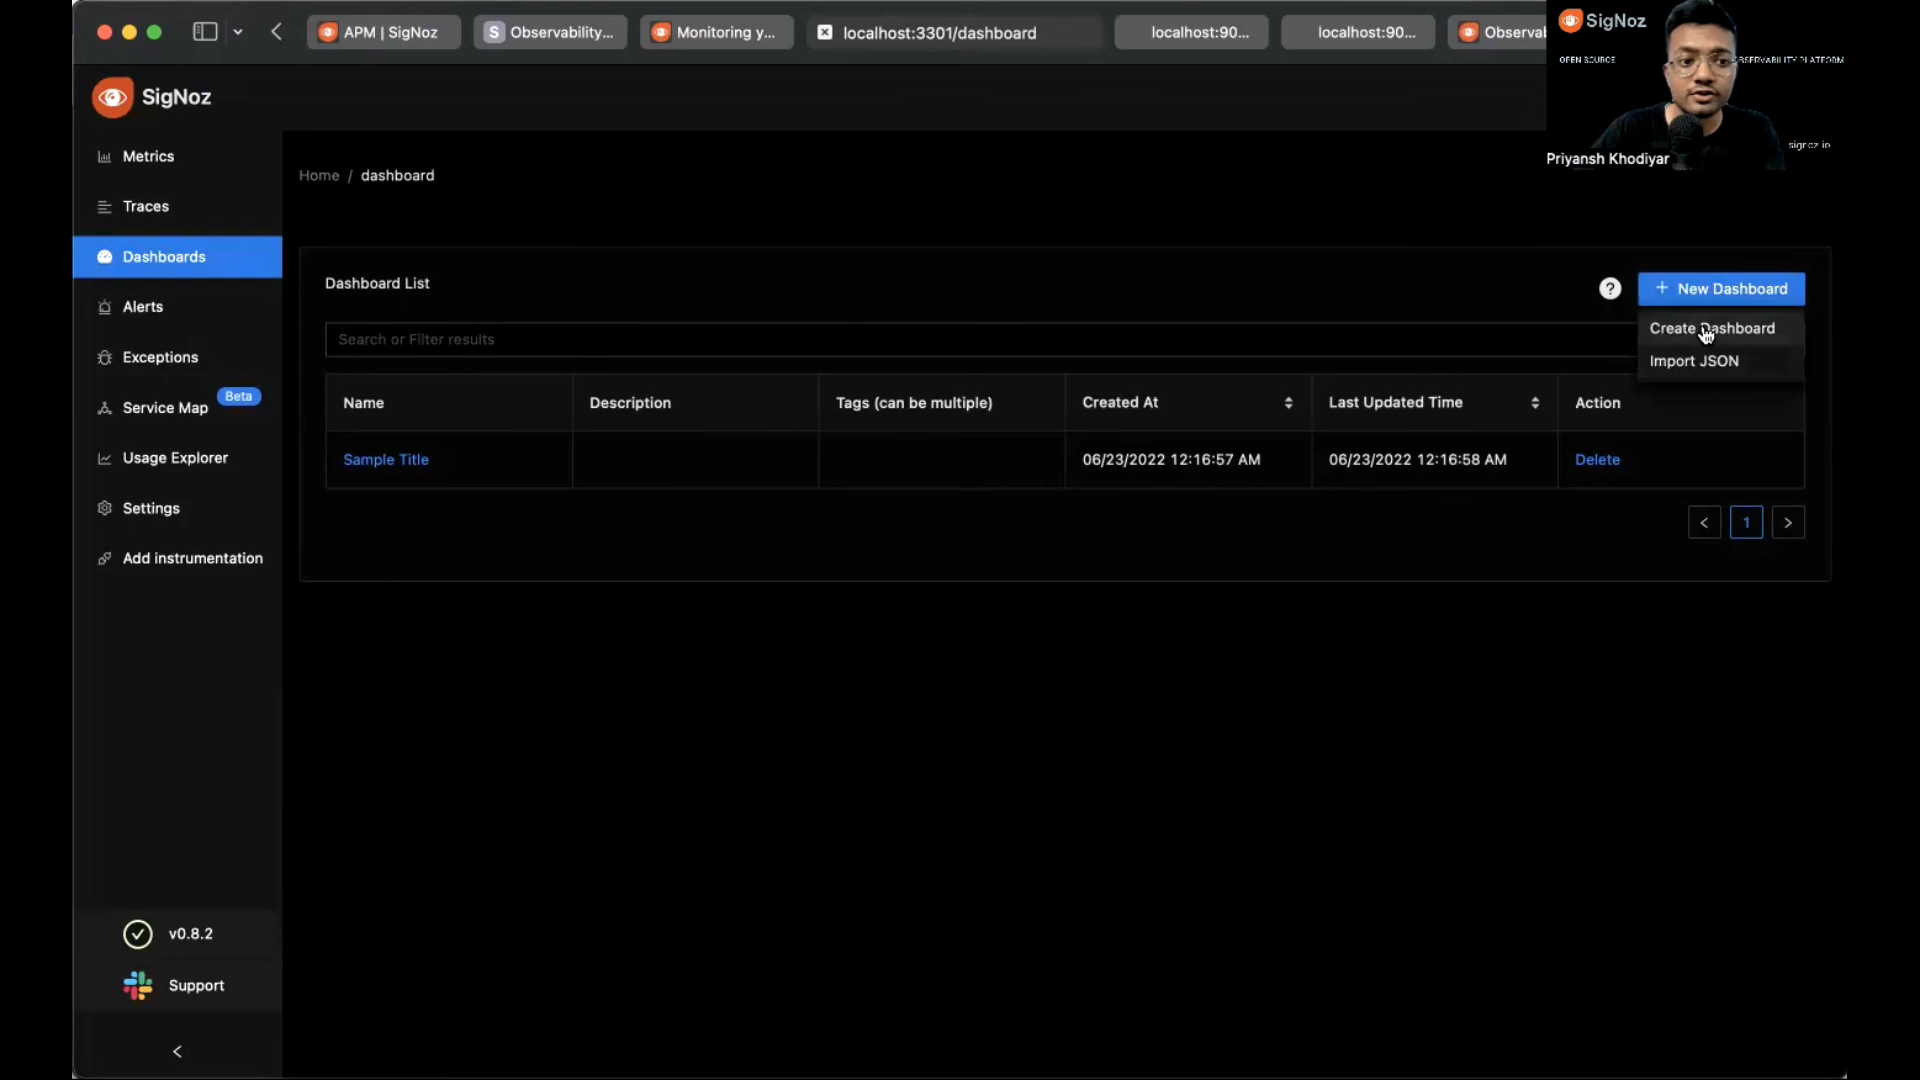 APM | SigNoz
S Observability...
Monitoring y...
localhost:3301/dashboard
localhost:90...
localhost:90...
Observab
SigNoz
OPEN SOURCE
OBSERVABILITY PLATFORM
signoz.io
Priyansh Khodiyar
SigNoz
Metrics
Traces
Dashboards
Alerts
Exceptions
Service Map Beta
Usage Explorer
Settings
Add instrumentation
v0.8.2
Support
Home / dashboard
Dashboard List
? + New Dashboard
Create Dashboard
Import JSON
Search or Filter results
Name Description Tags (can be multiple) Created At Last Updated Time Action
Sample Title 06/23/2022 12:16:57 AM 06/23/2022 12:16:58 AM Delete
< 1 >
<